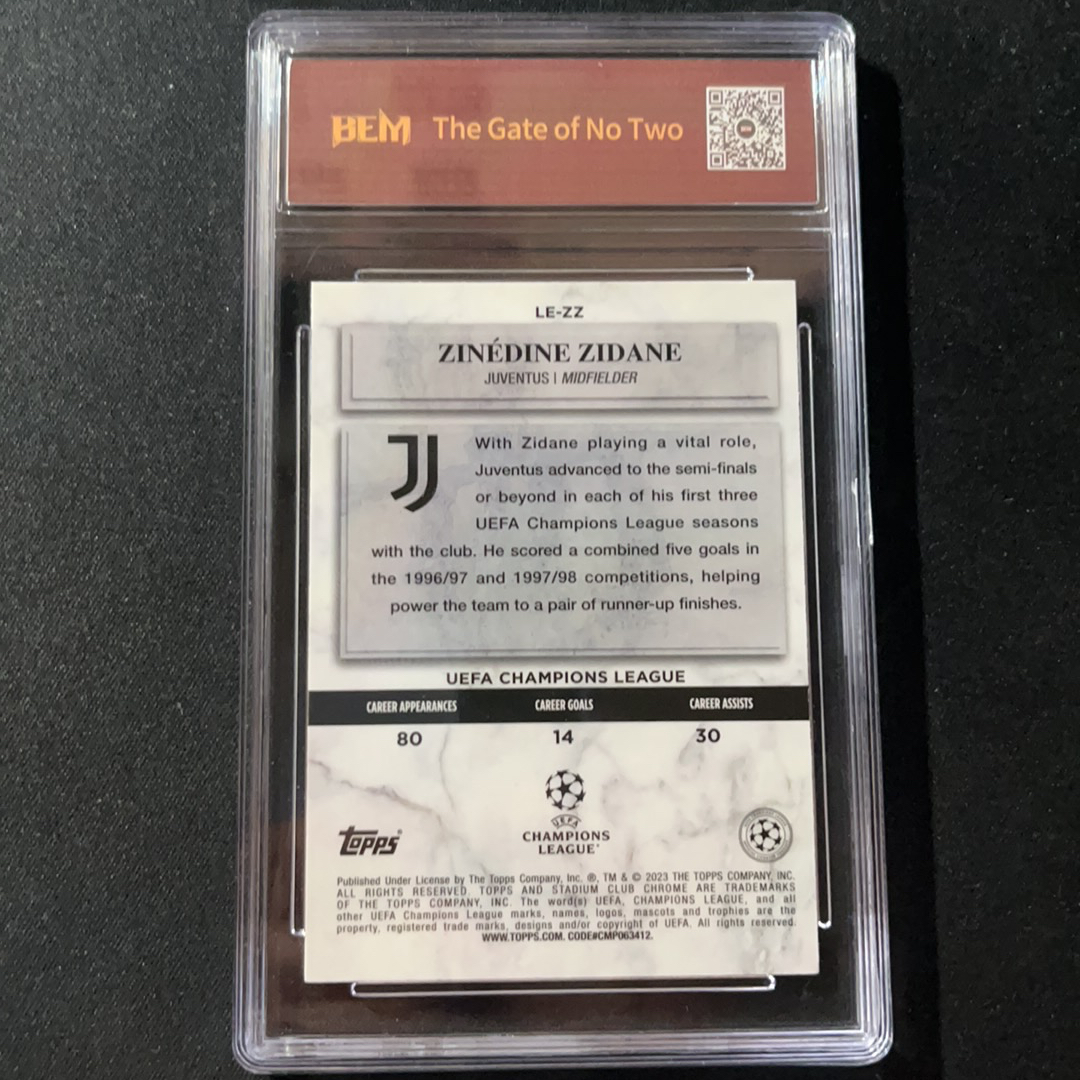 BEM The Gate of No Two
LE-ZZ
ZINÉDINE ZIDANE
JUVENTUS | MIDFIELDER
With Zidane playing a vital role,
Juventus advanced to the semi-finals
or beyond in each of his first three
UEFA Champions League seasons
with the club. He scored a combined five goals in
the 1996/97 and 1997/98 competitions, helping
power the team to a pair of runner-up finishes.
UEFA CHAMPIONS LEAGUE
CAREER APPEARANCES CAREER GOALS CAREER ASSISTS
80 14 30
UEFA
CHAMPIONS
LEAGUE®
Topps®
Published Under License by The Topps Company, Inc. ®, TM & © 2023 THE TOPPS COMPANY, INC.
ALL RIGHTS RESERVED. TOPPS AND STADIUM CLUB CHROME ARE TRADEMARKS
OF THE TOPPS COMPANY, INC. The word(s) UEFA, CHAMPIONS LEAGUE, and all
other UEFA Champions League marks, names, logos, mascots and trophies are the
property, registered trade marks, designs and/or copyright of UEFA. All rights reserved.
WWW.TOPPS.COM. CODE#CMP063412.